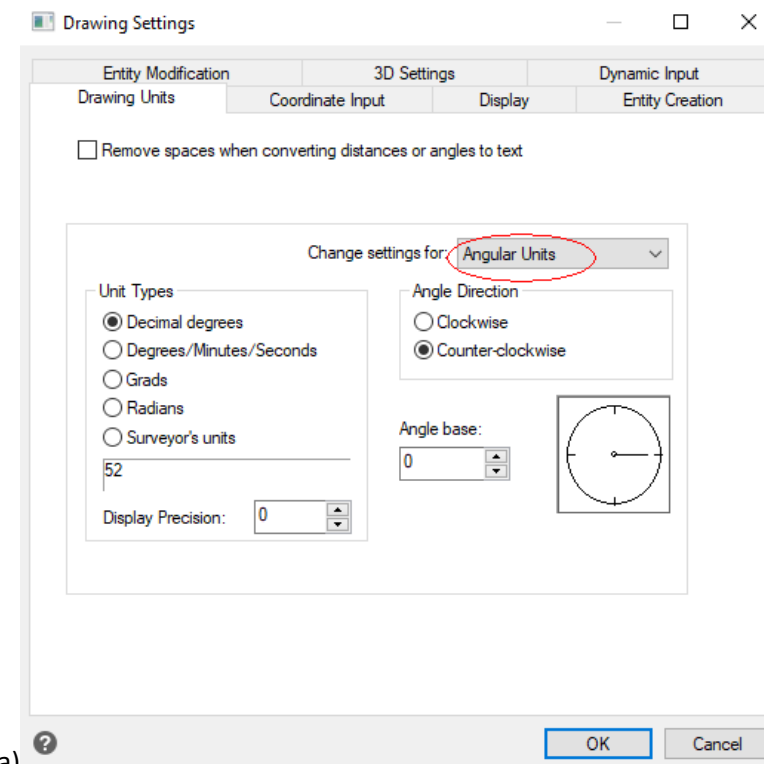 Drawing Settings
Entity Modification 3D Settings Dynamic Input
Drawing Units Coordinate Input Display Entity Creation
Remove spaces when converting distances or angles to text
Change settings for: Angular Units
Unit Types
Decimal degrees
Degrees/Minutes/Seconds
Grads
Radians
Surveyor's units
52
Display Precision: 0
Angle Direction
Clockwise
Counter-clockwise
Angle base:
0
OK Cancel
a)